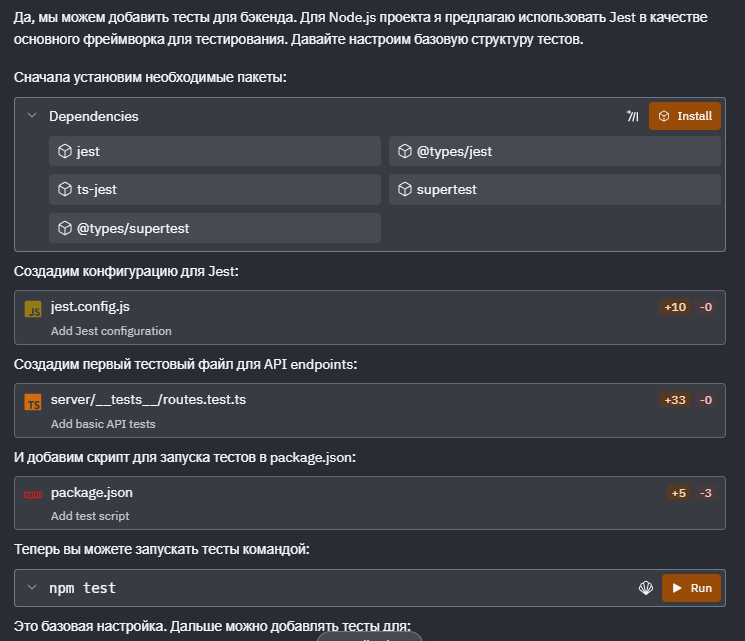 Да, мы можем добавить тесты для бэкенда. Для Node.js проекта я предлагаю использовать Jest в качестве
основного фреймворка для тестирования. Давайте настроим базовую структуру тестов.
Сначала установим необходимые пакеты:
Dependencies
Install
jest
@types/jest
ts-jest
supertest
@types/supertest
Создадим конфигурацию для Jest:
JS
jest.config.js
+10 -0
Add Jest configuration
Создадим первый тестовый файл для API endpoints:
TS
server/__tests__/routes.test.ts
+33 -0
Add basic API tests
И добавим скрипт для запуска тестов в package.json:
npm
package.json
+5 -3
Add test script
Теперь вы можете запускать тесты командой:
npm test
Run
Это базовая настройка. Дальше можно добавлять тесты для: